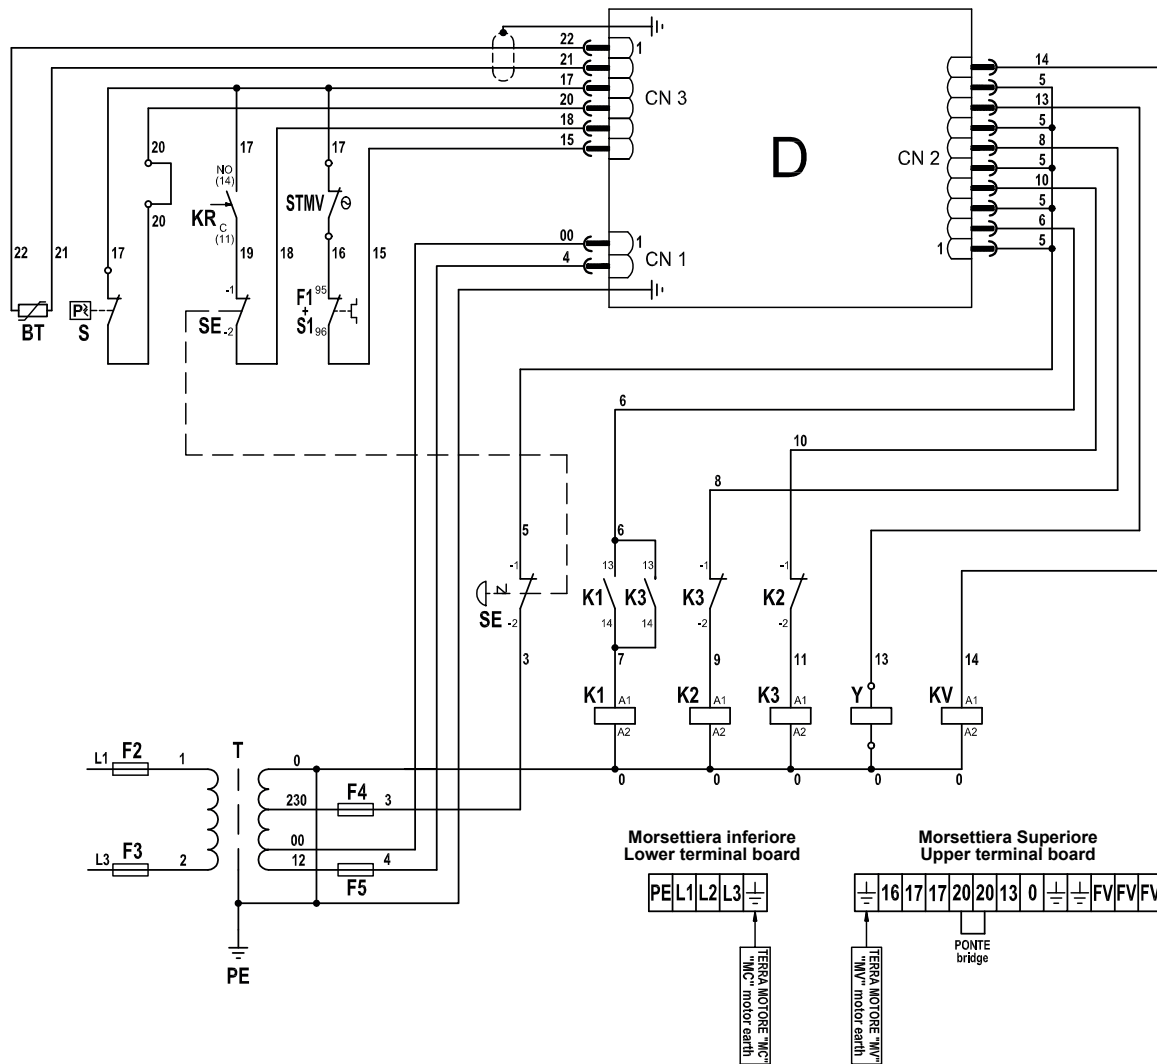 22
21
17
20
18
15
1
CN 3
D
CN 2
14
5
13
5
8
5
10
5
6
5
1
00
4
1
CN 1
20
20
17
NO
(14)
KR
C
(11)
17
STMV
22
21
17
19
18
16
15
BT
P
S
-1
SE
-2
F1
+
S1
95
96
6
10
8
5
6
-1
SE
-2
3
13
K1
14
13
K3
14
-1
K3
-2
-1
K2
-2
7
9
11
13
14
K1
A1
A2
K2
A1
A2
K3
A1
A2
Y
KV
A1
A2
0
0
0
0
0
L1
F2
1
T
0
230
F4
3
00
12
F5
4
L3
F3
2
PE
Morsettiera inferiore
Lower terminal board
PE L1 L2 L3
TERRA MOTORE "MC"
"MC" motor earth
Morsettiera Superiore
Upper terminal board
16 17 17 20 20 13 0 FV FV FV
PONTE
bridge
TERRA MOTORE "MV"
"MV" motor earth